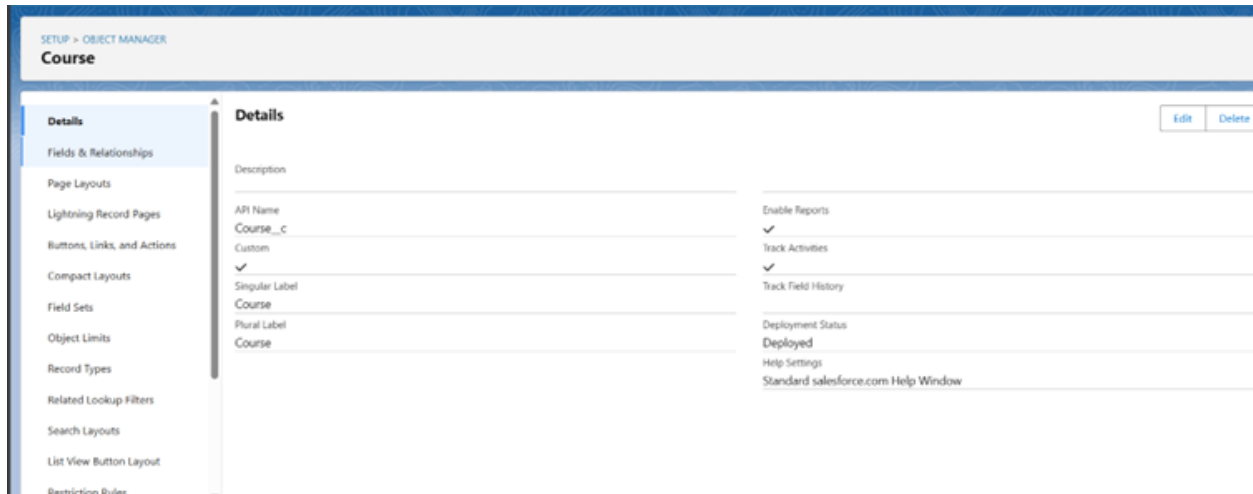 SETUP > OBJECT MANAGER
Course
Details
Fields & Relationships
Page Layouts
Lightning Record Pages
Buttons, Links, and Actions
Compact Layouts
Field Sets
Object Limits
Record Types
Related Lookup Filters
Search Layouts
List View Button Layout
Restriction Rules
Details
Edit
Delete
Description
API Name
Course__c
Custom
Singular Label
Course
Plural Label
Course
Enable Reports
Track Activities
Track Field History
Deployment Status
Deployed
Help Settings
Standard salesforce.com Help Window